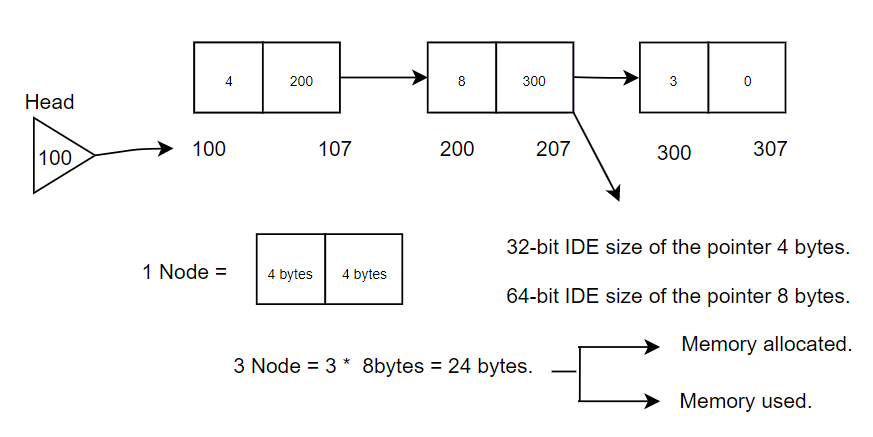 4 200 8 300 3 0
Head
100
100 107 200 207 300 307
32-bit IDE size of the pointer 4 bytes.
1 Node = 4 bytes 4 bytes
64-bit IDE size of the pointer 8 bytes.
3 Node = 3 * 8bytes = 24 bytes.
Memory allocated.
Memory used.